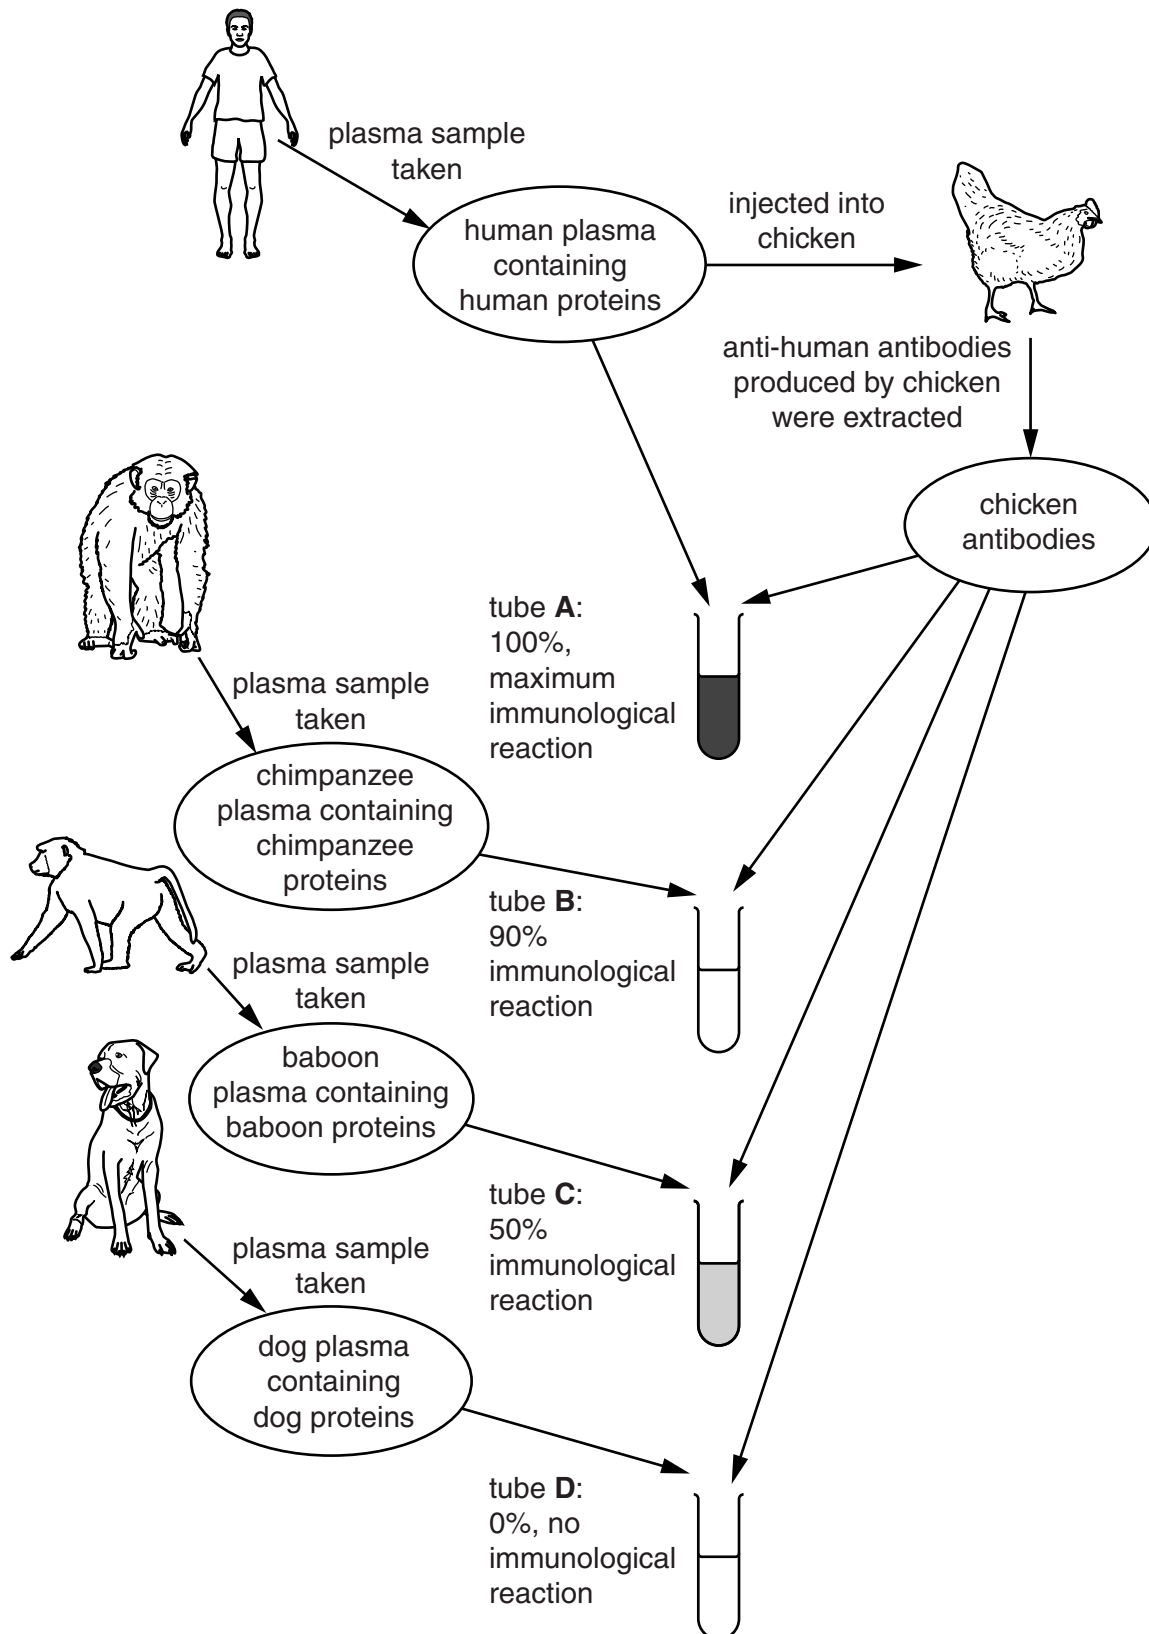 plasma sample
taken
human plasma
containing
human proteins
injected into
chicken
anti-human antibodies
produced by chicken
were extracted
chicken
antibodies
tube A:
100%,
maximum
immunological
reaction
plasma sample
taken
chimpanzee
plasma containing
chimpanzee
proteins
tube B:
90%
immunological
reaction
plasma sample
taken
baboon
plasma containing
baboon proteins
tube C:
50%
immunological
reaction
plasma sample
taken
dog plasma
containing
dog proteins
tube D:
0%, no
immunological
reaction